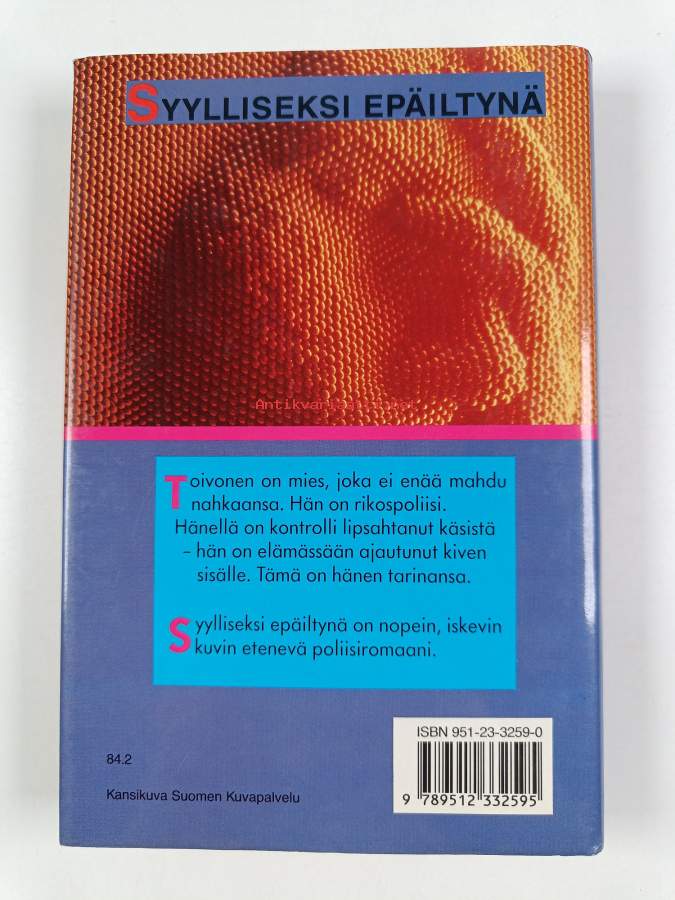 SYYLLISEKSI EPÄILTYNÄ
Antikvariaatti.net
Toivonen on mies, joka ei enää mahdu
nahkaansa. Hän on rikospoliisi.
Hänellä on kontrolli lipsahtanut käsistä
– hän on elämässään ajautunut kiven
sisälle. Tämä on hänen tarinansa.
Syylliseksi epäiltynä on nopein, iskevin
kuvin etenevä poliisiromaani.
ISBN 951-23-3259-0
84.2
Kansikuva Suomen Kuvapalvelu
9 789512 332595